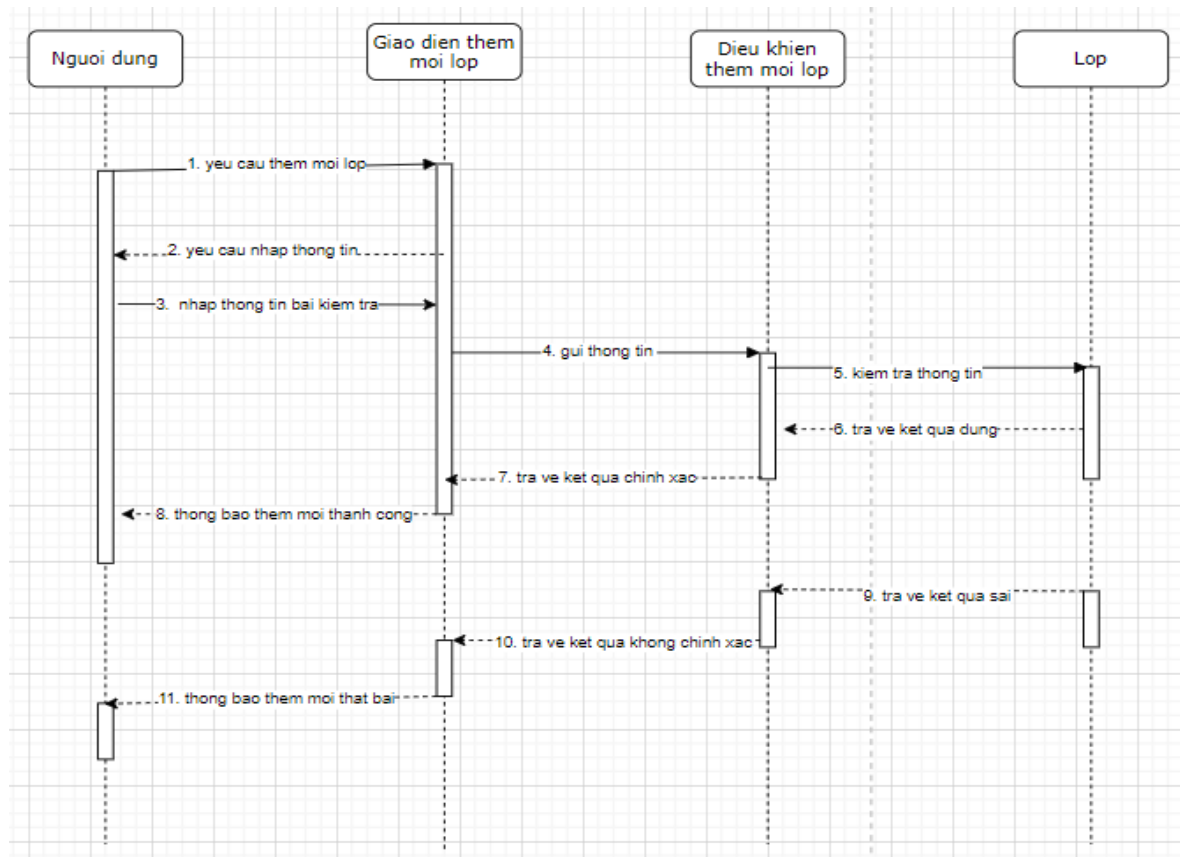 Nguoi dung
Giao dien them
moi lop
Dieu khien
them moi lop
Lop
1. yeu cau them moi lop
2. yeu cau nhap thong tin
3. nhap thong tin bai kiem tra
4. gui thong tin
5. kiem tra thong tin
6. tra ve ket qua dung
7. tra ve ket qua chinh xac
8. thong bao them moi thanh cong
9. tra ve ket qua sai
10. tra ve ket qua khong chinh xac
11. thong bao them moi that bai